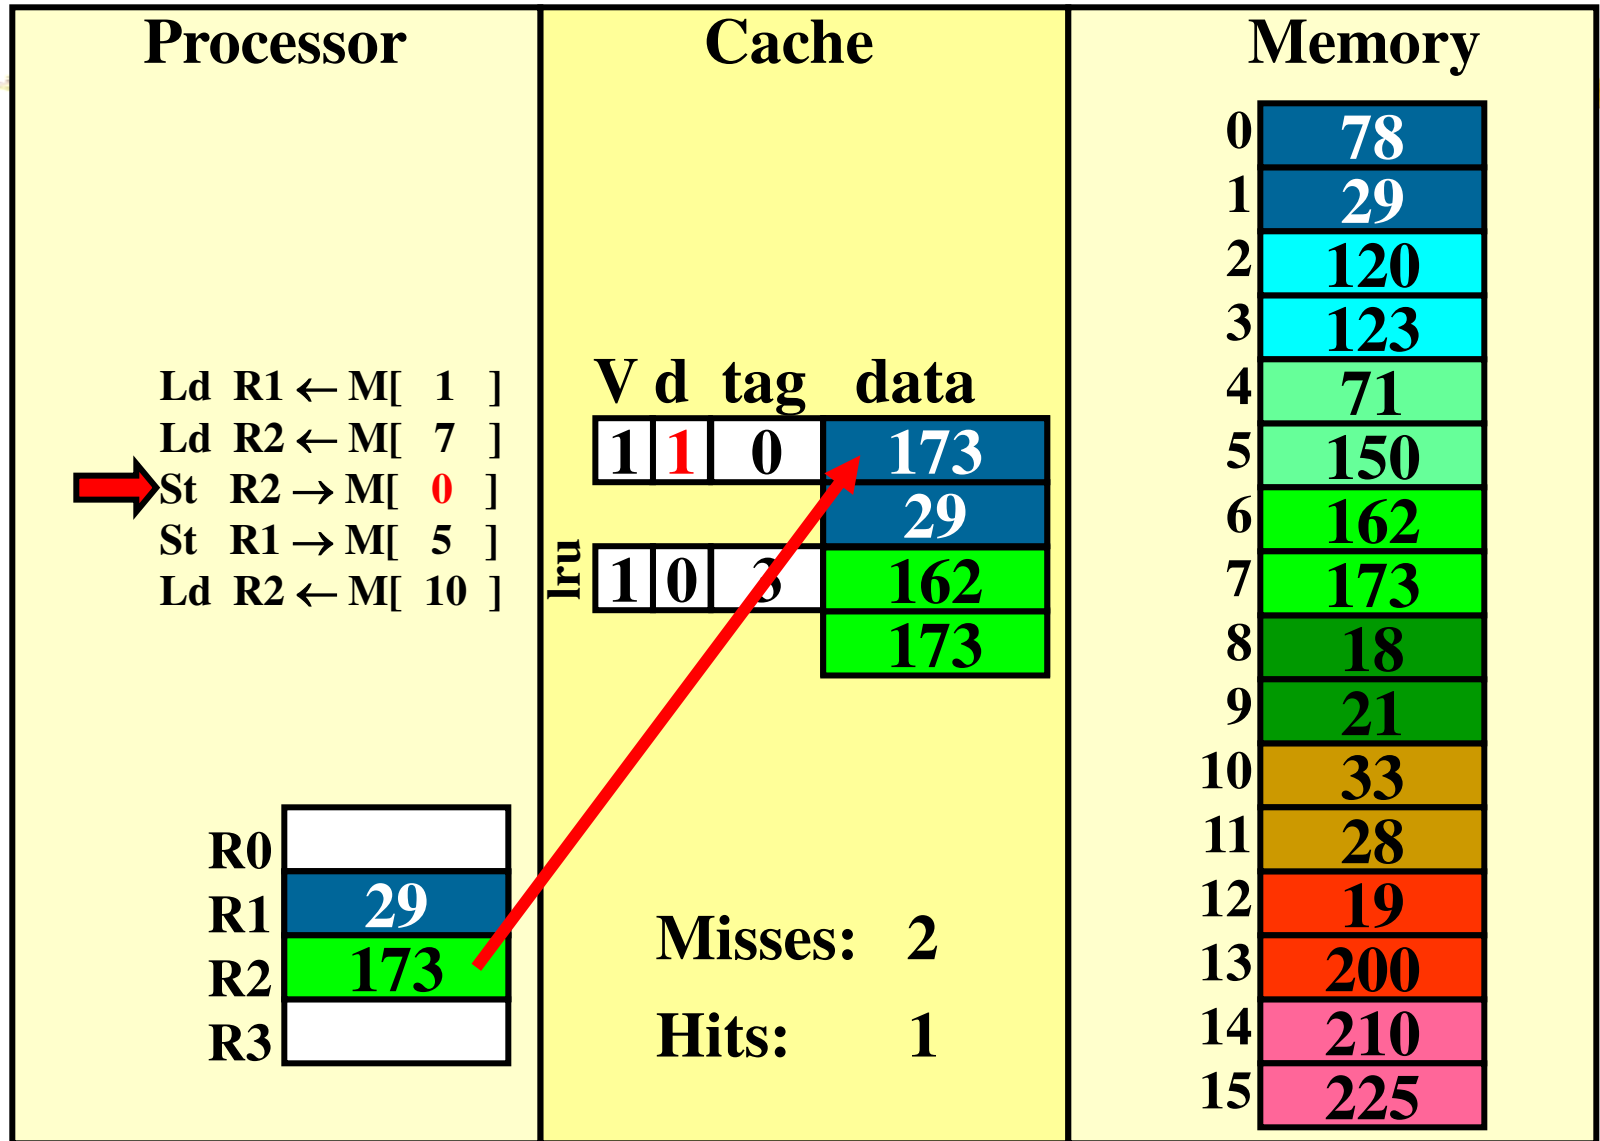 Processor
Cache
Memory
Ld R1 ← M[ 1 ]
Ld R2 ← M[ 7 ]
St R2 → M[ 0 ]
St R1 → M[ 5 ]
Ld R2 ← M[ 10 ]
R0
R1 29
R2 173
R3
V d tag data
1 1 0 173
29
lru
1 0 3 162
173
Misses: 2
Hits: 1
0 78
1 29
2 120
3 123
4 71
5 150
6 162
7 173
8 18
9 21
10 33
11 28
12 19
13 200
14 210
15 225